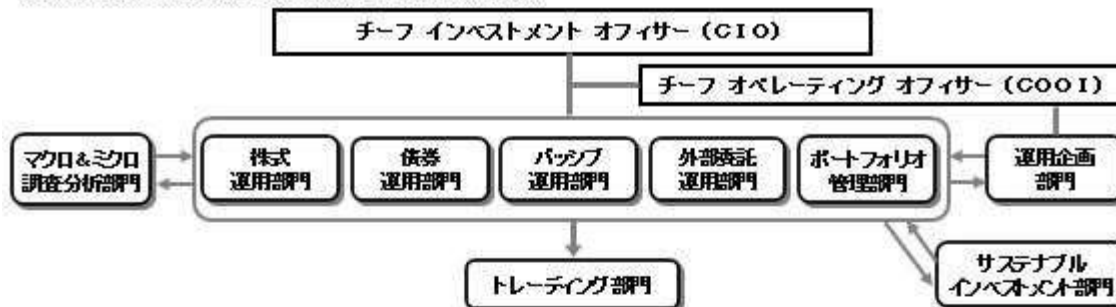 チーフ インベストメント オフィサー (CIO)
チーフ オペレーティング オフィサー (COOI)
マクロ&ミクロ
調査分析部門
株式
運用部門
債券
運用部門
パッシブ
運用部門
外部委託
運用部門
ポートフォリオ
管理部門
運用企画
部門
トレーディング部門
サステナブル
インベストメント部門